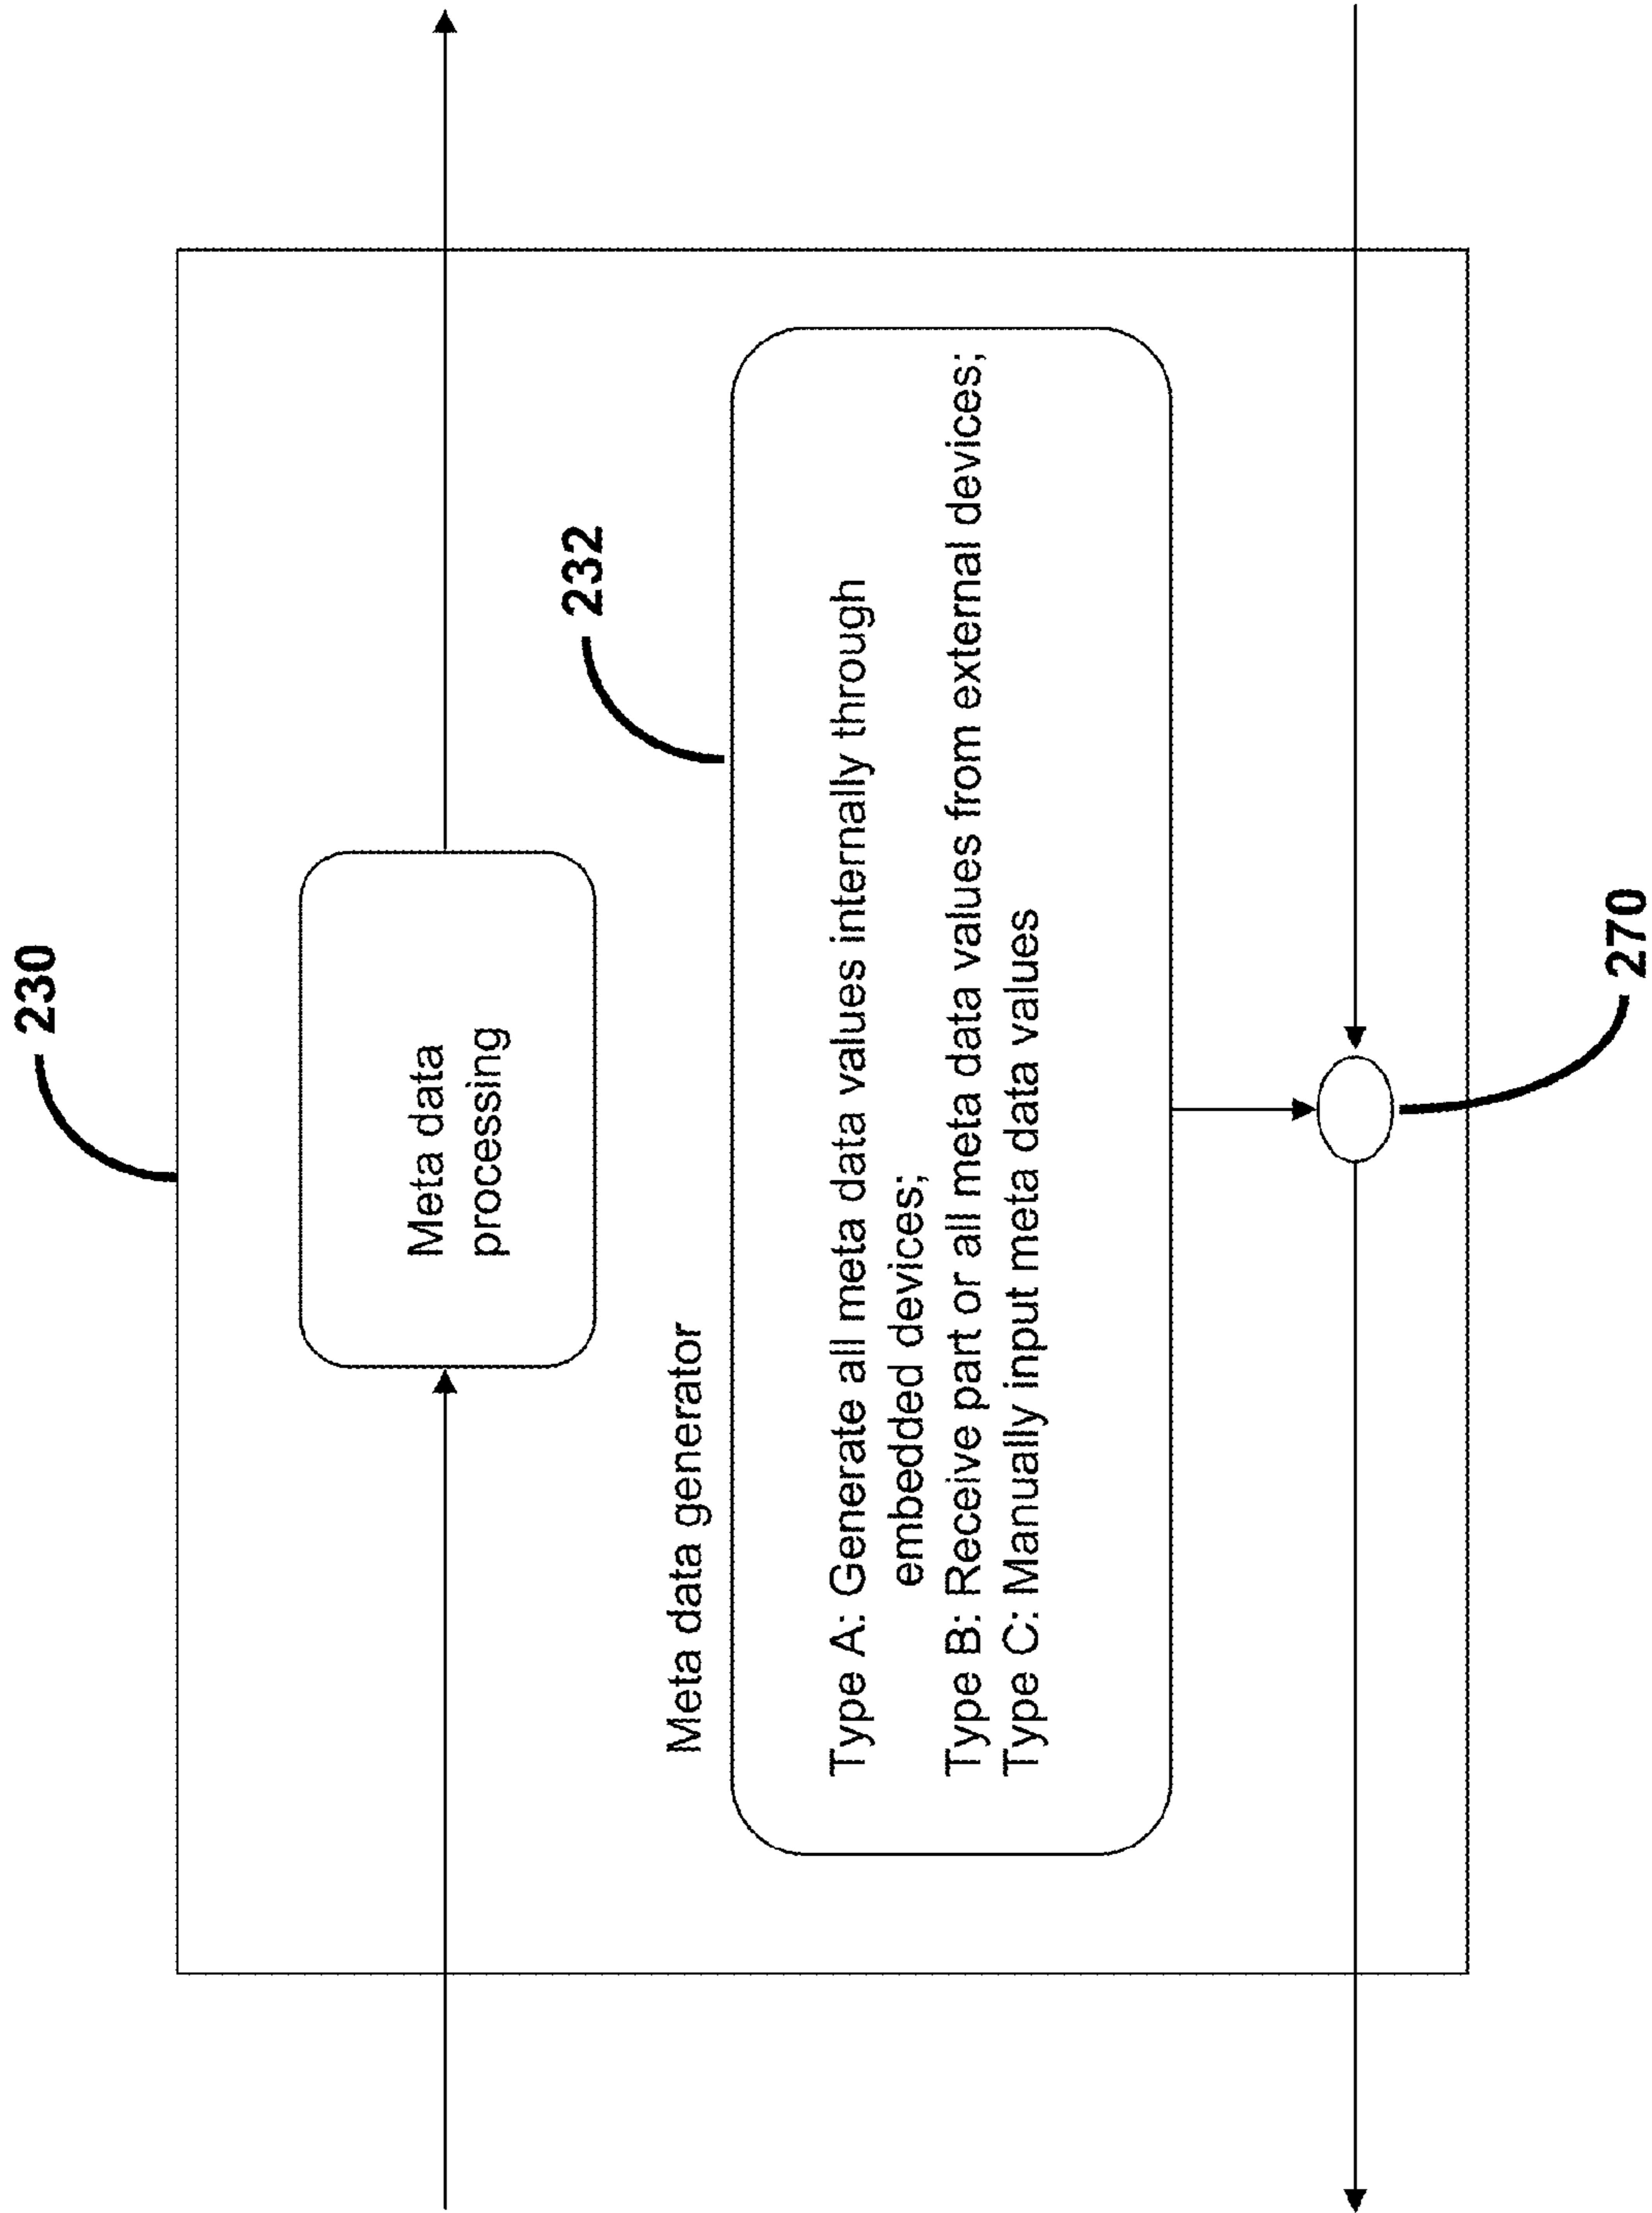 230
Meta data
processing
232
Meta data generator
Type A: Generate all meta data values internally through
embedded devices;
Type B: Receive part or all meta data values from external devices;
Type C: Manually input meta data values
270